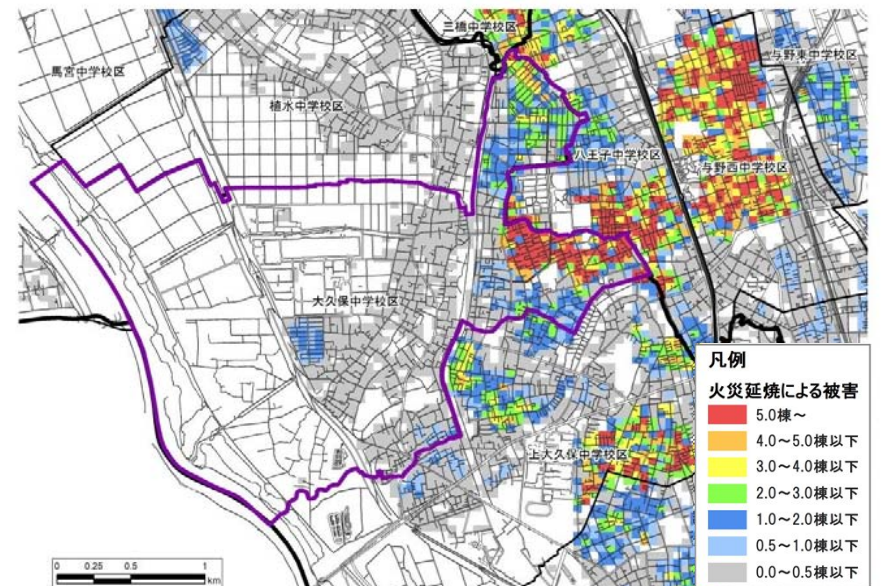 三橋中学校区
与野東中学校区
馬宮中学校区
植水中学校区
八王子中学校区
与野西中学校区
大久保中学校区
上大久保中学校区
凡例
火災延焼による被害
5.0棟~
4.0~5.0棟以下
3.0~4.0棟以下
2.0~3.0棟以下
1.0~2.0棟以下
0.5~1.0棟以下
0.0~0.5棟以下
0 0.25 0.5 1
km